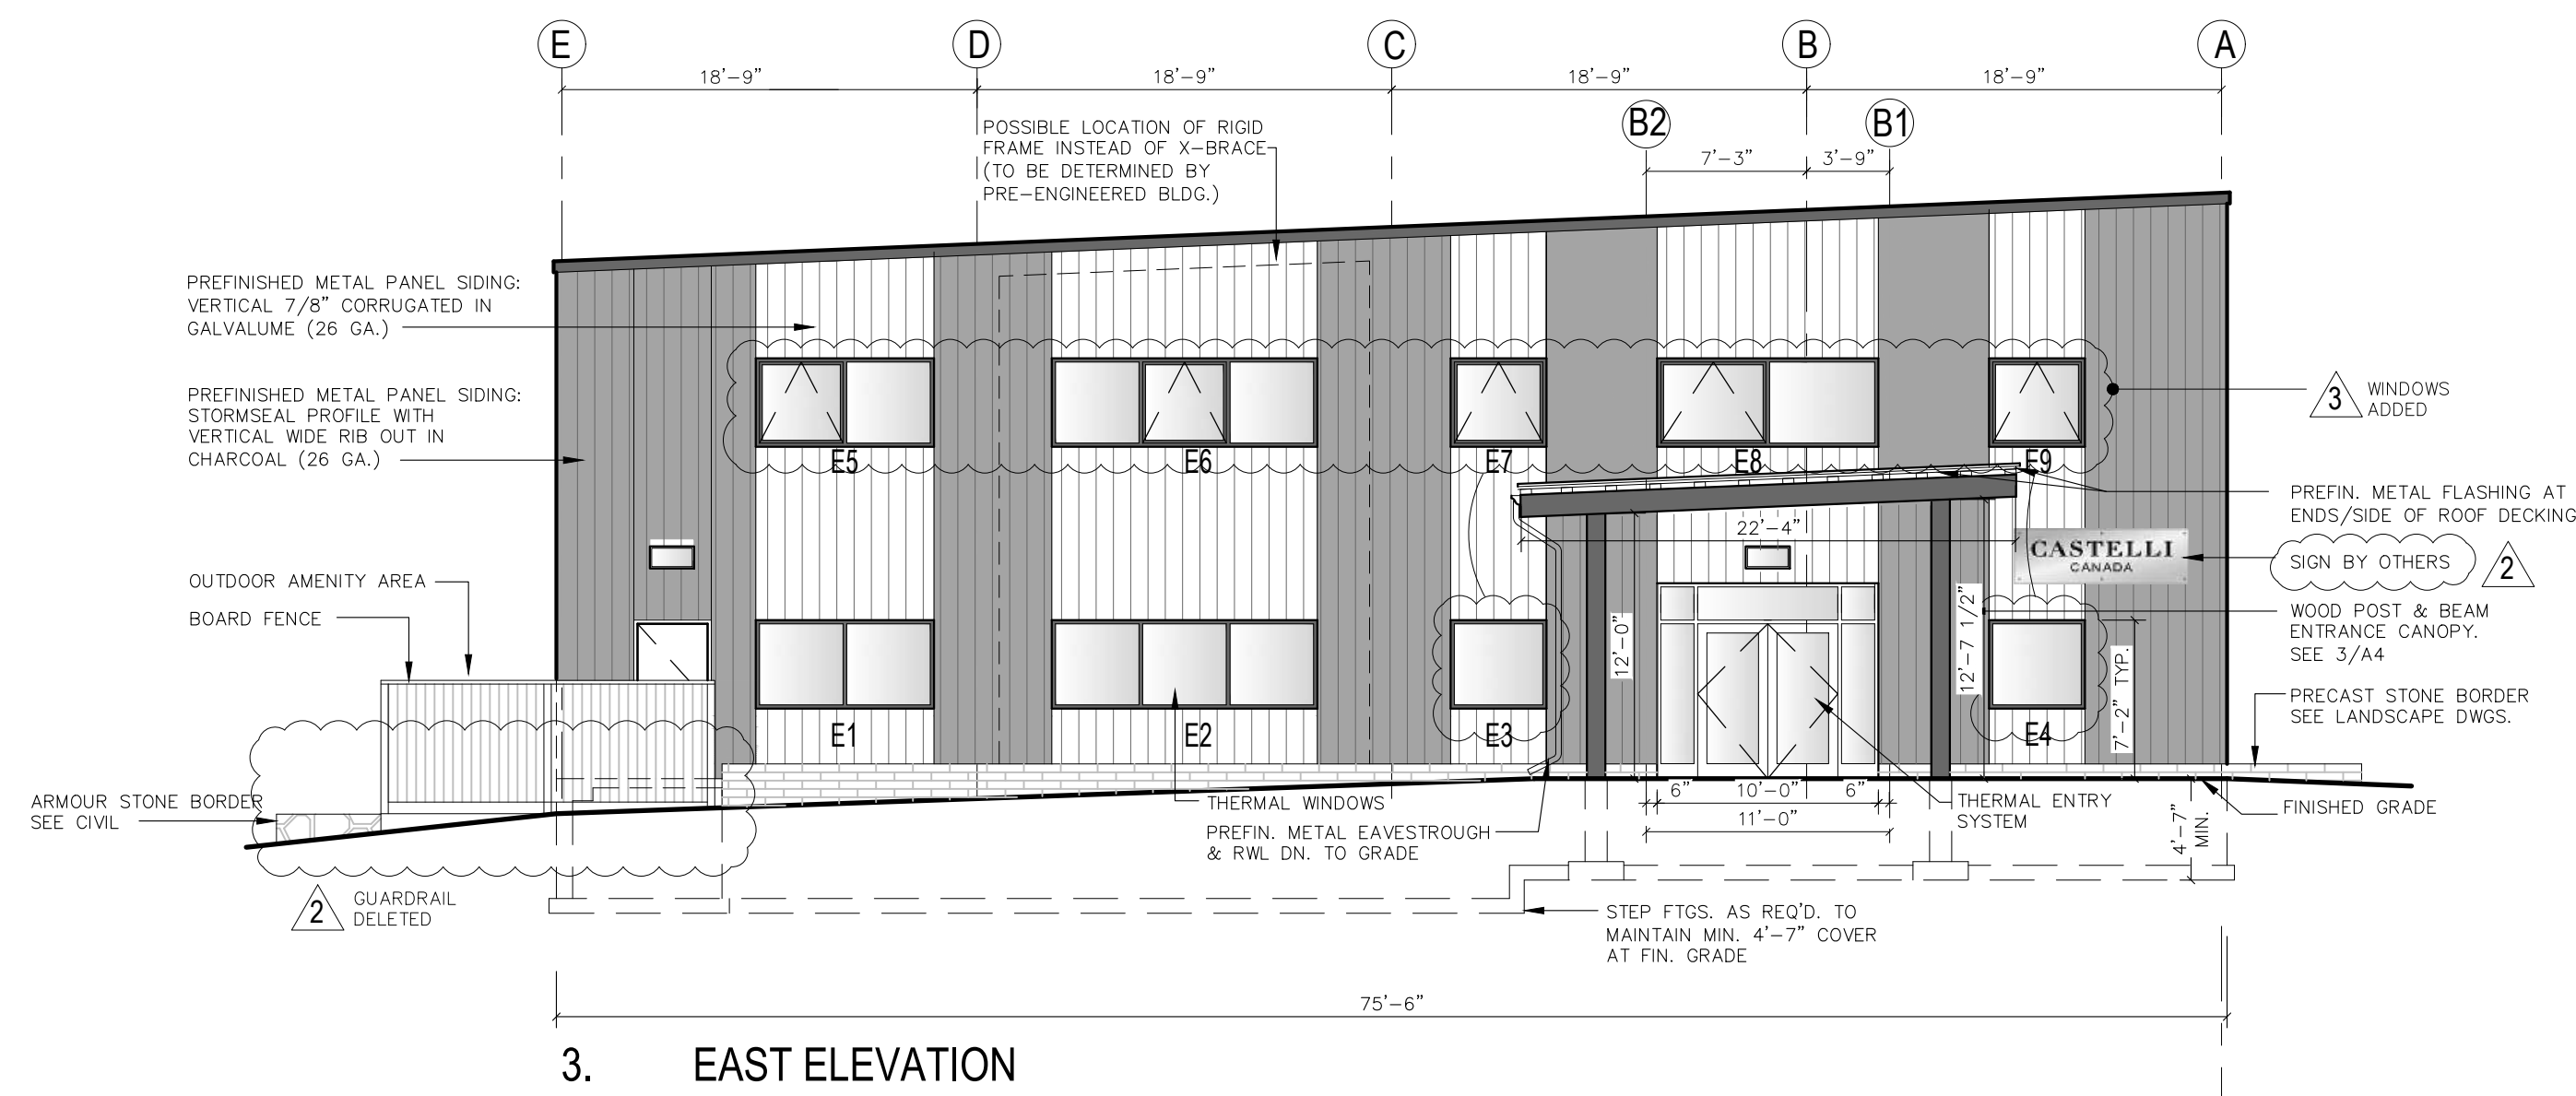 E
D
C
B
A
18'-9"
18'-9"
18'-9"
18'-9"
B2
B1
7'-3"
3'-9"
POSSIBLE LOCATION OF RIGID
FRAME INSTEAD OF X-BRACE
(TO BE DETERMINED BY
PRE-ENGINEERED BLDG.)
PREFINISHED METAL PANEL SIDING:
VERTICAL 7/8" CORRUGATED IN
GALVALUME (26 GA.)
PREFINISHED METAL PANEL SIDING:
STORMSEAL PROFILE WITH
VERTICAL WIDE RIB OUT IN
CHARCOAL (26 GA.)
3
WINDOWS
ADDED
E5
E6
E7
E8
E9
PREFIN. METAL FLASHING AT
ENDS/SIDE OF ROOF DECKING
22'-4"
CASTELLI
CANADA
SIGN BY OTHERS
2
OUTDOOR AMENITY AREA
BOARD FENCE
12'-0"
12'-7 1/2"
7'-2" TYP.
WOOD POST & BEAM
ENTRANCE CANOPY.
SEE 3/A4
PRECAST STONE BORDER
SEE LANDSCAPE DWGS.
E1
E2
E3
E4
ARMOUR STONE BORDER
SEE CIVIL
THERMAL WINDOWS
PREFIN. METAL EAVESTROUGH
& RWL DN. TO GRADE
6"
10'-0"
6"
11'-0"
THERMAL ENTRY
SYSTEM
4'-7"
MIN.
FINISHED GRADE
2
GUARDRAIL
DELETED
STEP FTGS. AS REQ'D. TO
MAINTAIN MIN. 4'-7" COVER
AT FIN. GRADE
75'-6"
3. EAST ELEVATION